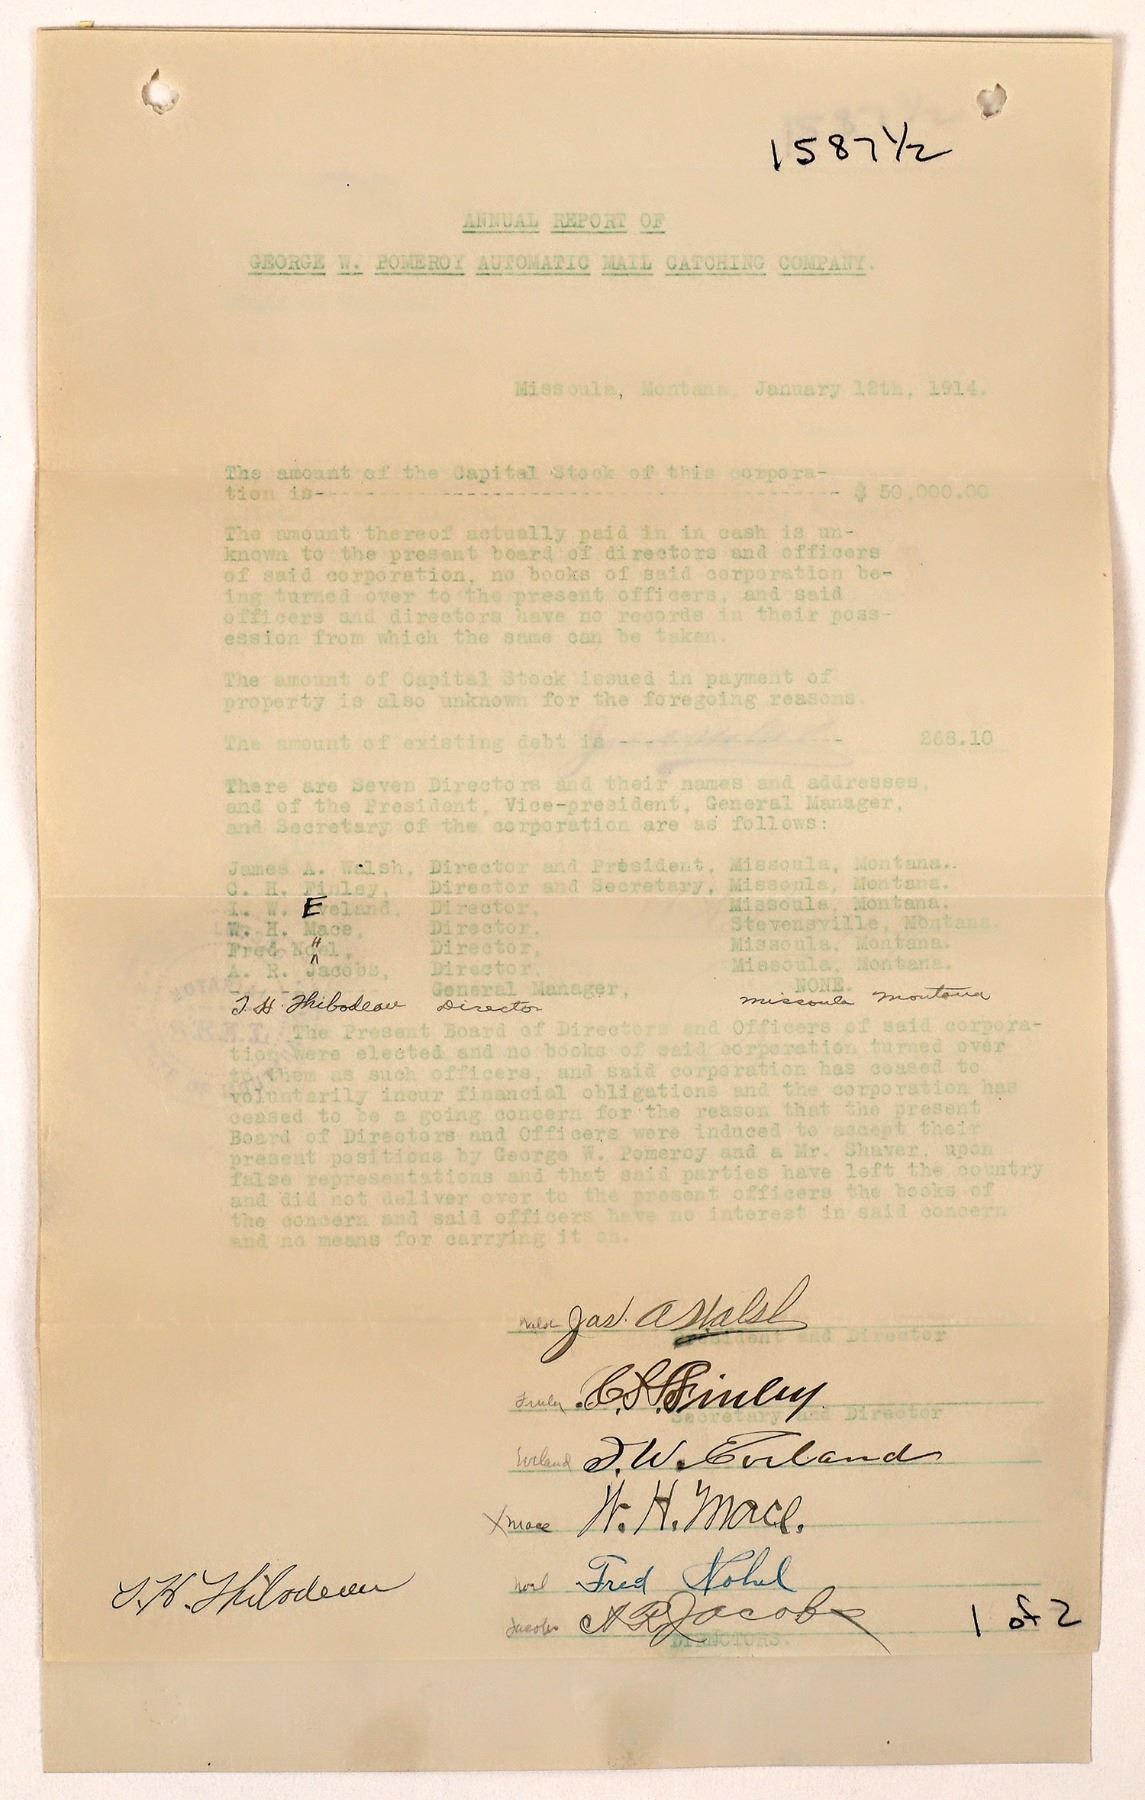 1587½
ANNUAL REPORT OF
GEORGE W. POMEROY AUTOMATIC MAIL CATCHING COMPANY.
Missoula, Montana, January 12th, 1914.
The amount of the Capital Stock of this corpora-
tion is- - - - - - - - - - - - - - - - - - - - $ 50,000.00
The amount thereof actually paid in in cash is un-
known to the present board of directors and officers
of said corporation, no books of said corporation be-
ing turned over to the present officers, and said
officers and directors have no records in their poss-
ession from which the same can be taken.
The amount of Capital Stock issued in payment of
property is also unknown for the foregoing reasons.
The amount of existing debt is - - - - - - - - 268.10
There are Seven Directors and their names and addresses,
and of the President, Vice-president, General Manager,
and Secretary of the corporation are as follows:
James A. Walsh, Director and President, Missoula, Montana.
C. H. Finley, Director and Secretary, Missoula, Montana.
I. W. Eveland, Director, Missoula, Montana.
W. H. Mace, Director, Stevensville, Montana.
Fred Nohl, Director, Missoula, Montana.
A. R. Jacobs, Director, Missoula, Montana.
- - - - General Manager, NONE.
T. H. Thibodeau Director Missoula Montana
The Present Board of Directors and Officers of said corpora-
tion were elected and no books of said corporation turned over
to them as such officers, and said corporation has ceased to
voluntarily incur financial obligations and the corporation has
ceased to be a going concern for the reason that the present
Board of Directors and Officers were induced to accept their
present positions by George W. Pomeroy and a Mr. Shaver, upon
false representations and that said parties have left the country
and did not deliver over to the present officers the books of
the concern and said officers have no interest in said concern
and no means for carrying it on.
Walsh Jas. A Walsh
President and Director
Finley C. H. Finley
Secretary and Director
Eveland I. W. Eveland
X Mace W. H. Mace.
Fred Nohl
T. H. Thibodeau
Jacobs A R Jacobs
DIRECTORS.
1 of 2